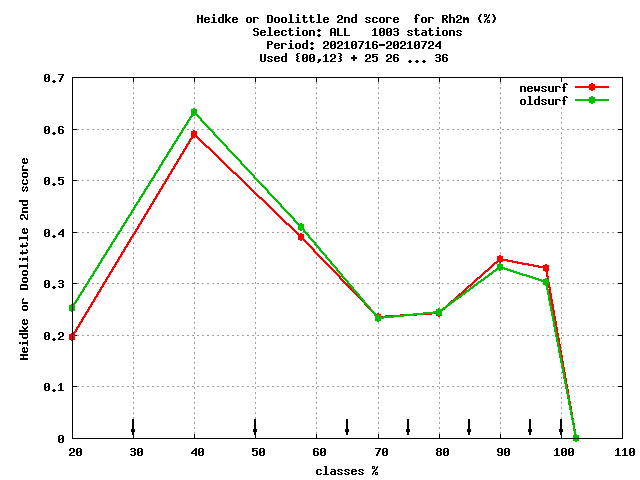 Heidke or Doolittle 2nd score  for Rh2m (%)
Selection: ALL   1003 stations
Period: 20210716-20210724
Used {00,12} + 25 26 ... 36
newsurf
oldsurf
Heidke or Doolittle 2nd score
0.7
0.6
0.5
0.4
0.3
0.2
0.1
0
20 30 40 50 60 70 80 90 100 110
classes %